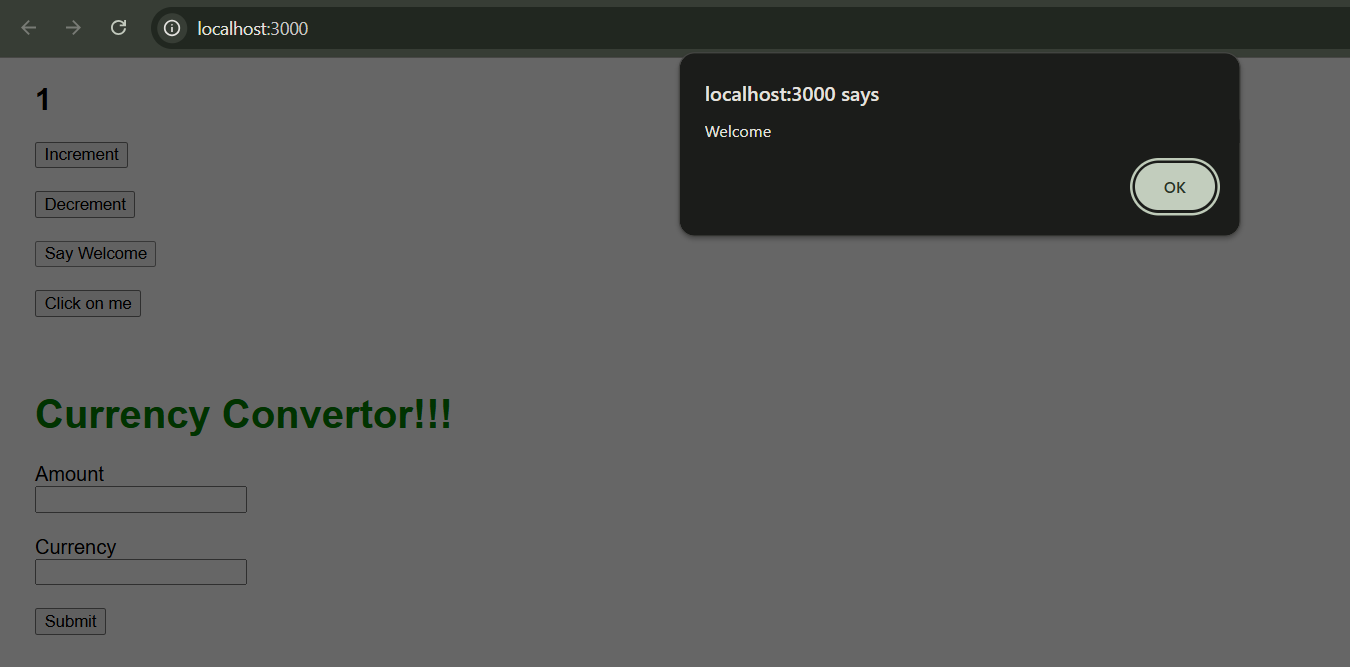 localhost:3000
localhost:3000 says
Welcome
OK
1
Increment
Decrement
Say Welcome
Click on me
Currency Convertor!!!
Amount
Currency
Submit